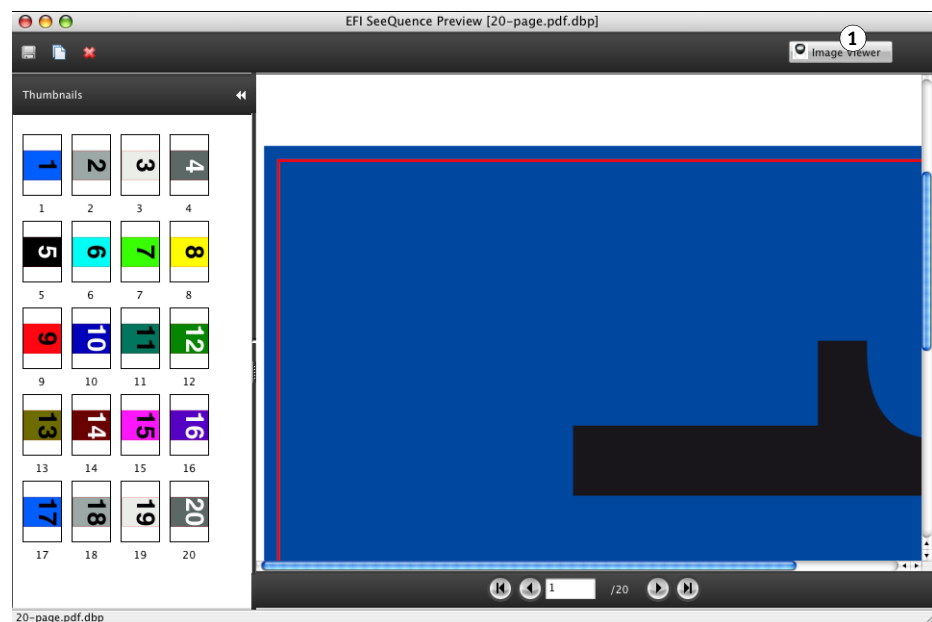 EFI SeeQuence Preview [20-page.pdf.dbp]
1
Image Viewer
Thumbnails
1 2 3 4
1 2 3 4
5 6 7 8
5 6 7 8
9 10 11 12
9 10 11 12
13 14 15 16
13 14 15 16
17 18 19 20
17 18 19 20
1 /20
20-page.pdf.dbp